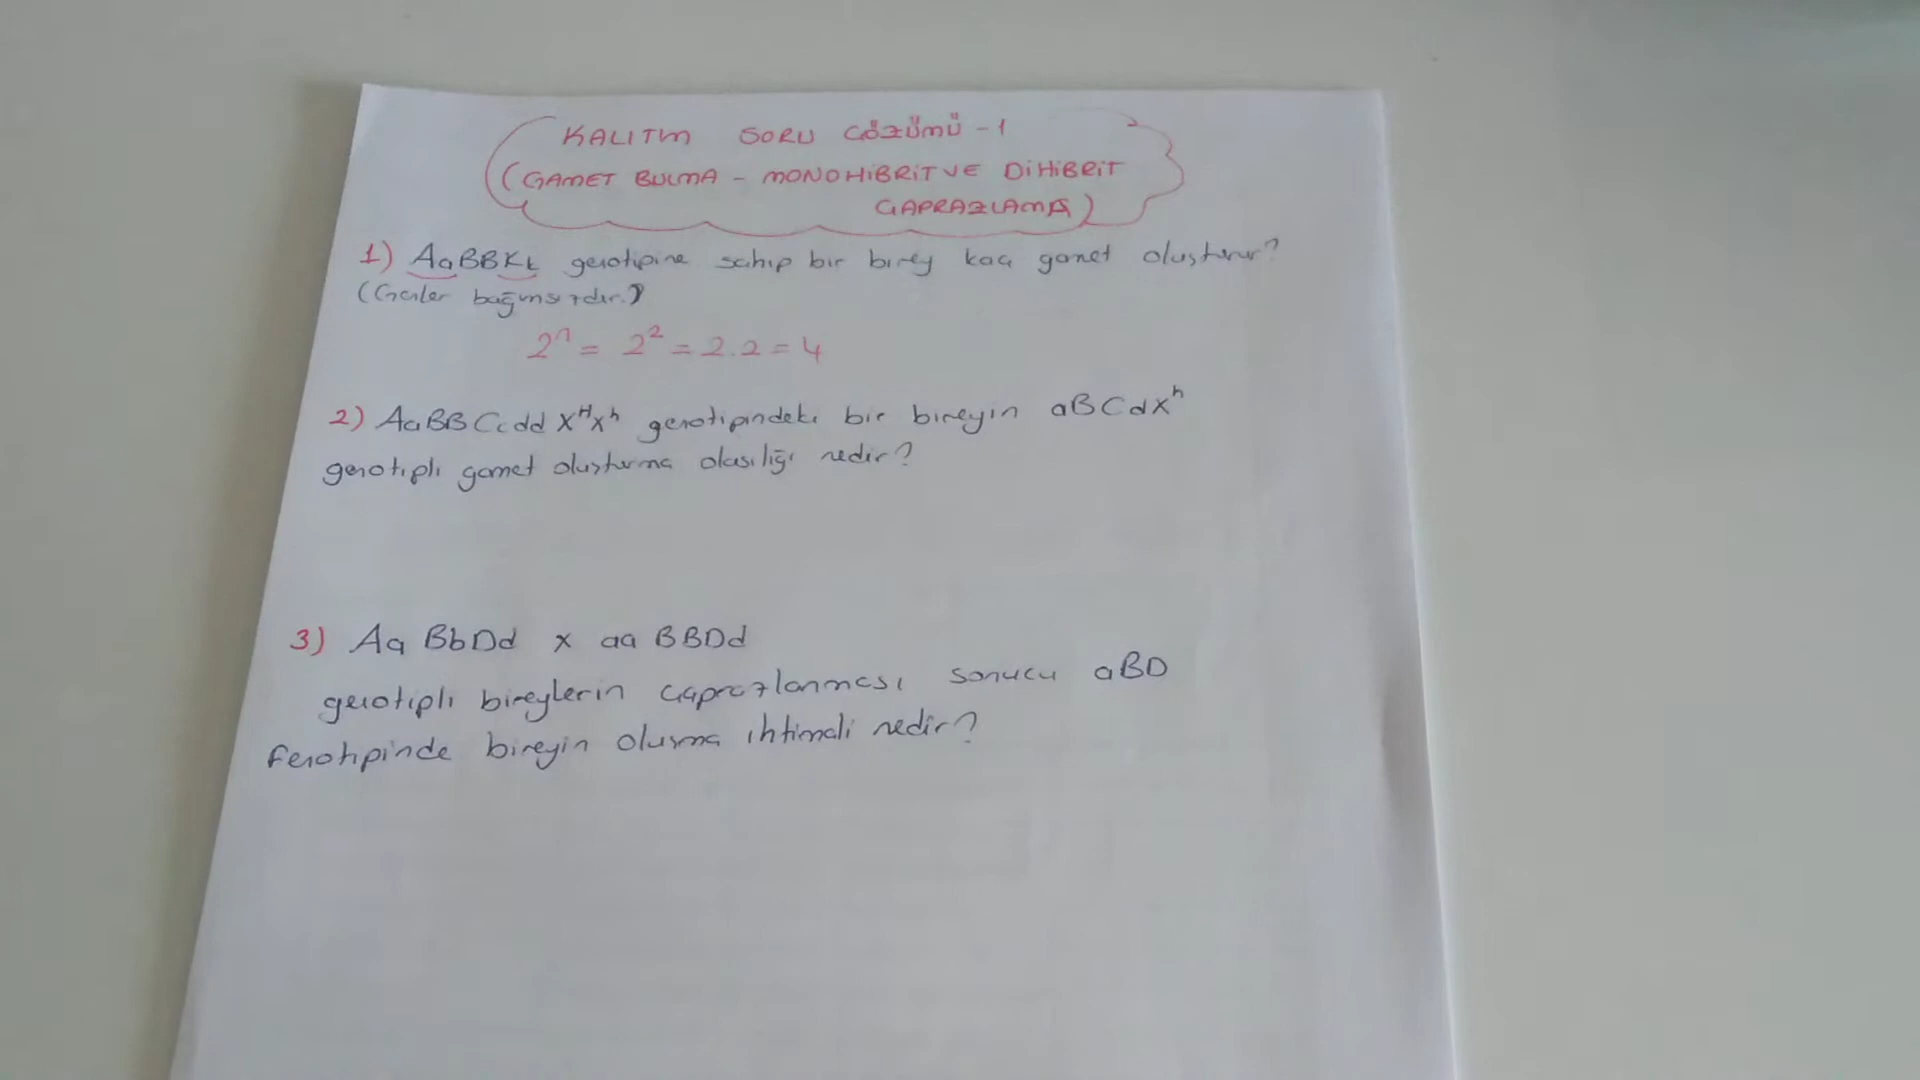 KALITIM SORU ÇÖZÜMÜ - 1
(GAMET BULMA - MONOHİBRİT VE DİHİBRİT
ÇAPRAZLAMA)
1) AaBBKk genotipine sahip bir birey kaç gamet oluşturur?
(Genler bağımsızdır.)
2ⁿ = 2² = 2.2 = 4
2) AaBBCcdd XᴴXʰ genotipindeki bir bireyin aBCdXʰ
genotipli gamet oluşturma olasılığı nedir?
3) Aa BbDd x aa BBDd
genotipli bireylerin çaprazlanması sonucu aBD
fenotipinde bireyin oluşma ihtimali nedir?